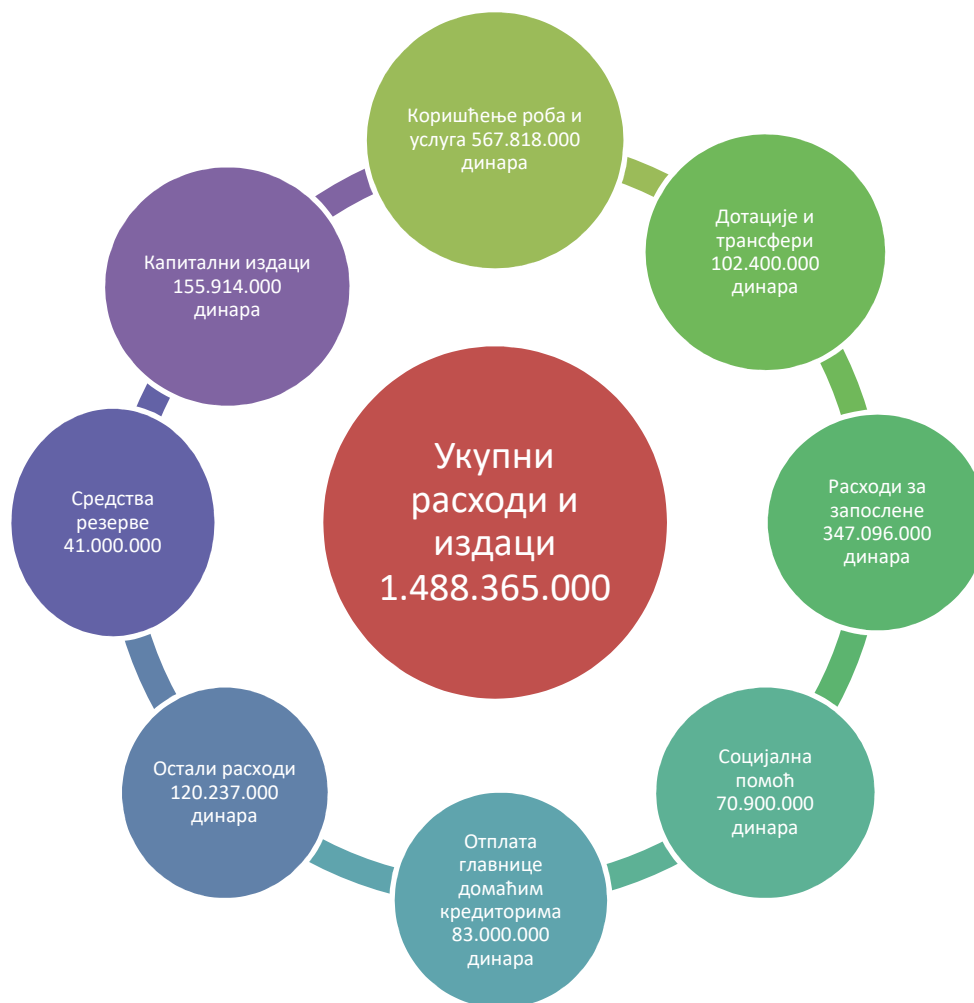 Коришћење роба и
услуга 567.818.000
динара
Дотације и
трансфери
102.400.000
динара
Расходи за
запослене
347.096.000
динара
Социјална
помоћ
70.900.000
динара
Отплата
главнице
домаћим
кредиторима
83.000.000
динара
Остали расходи
120.237.000
динара
Средства
резерве
41.000.000
Капитални издаци
155.914.000
динара
Укупни
расходи и
издаци
1.488.365.000